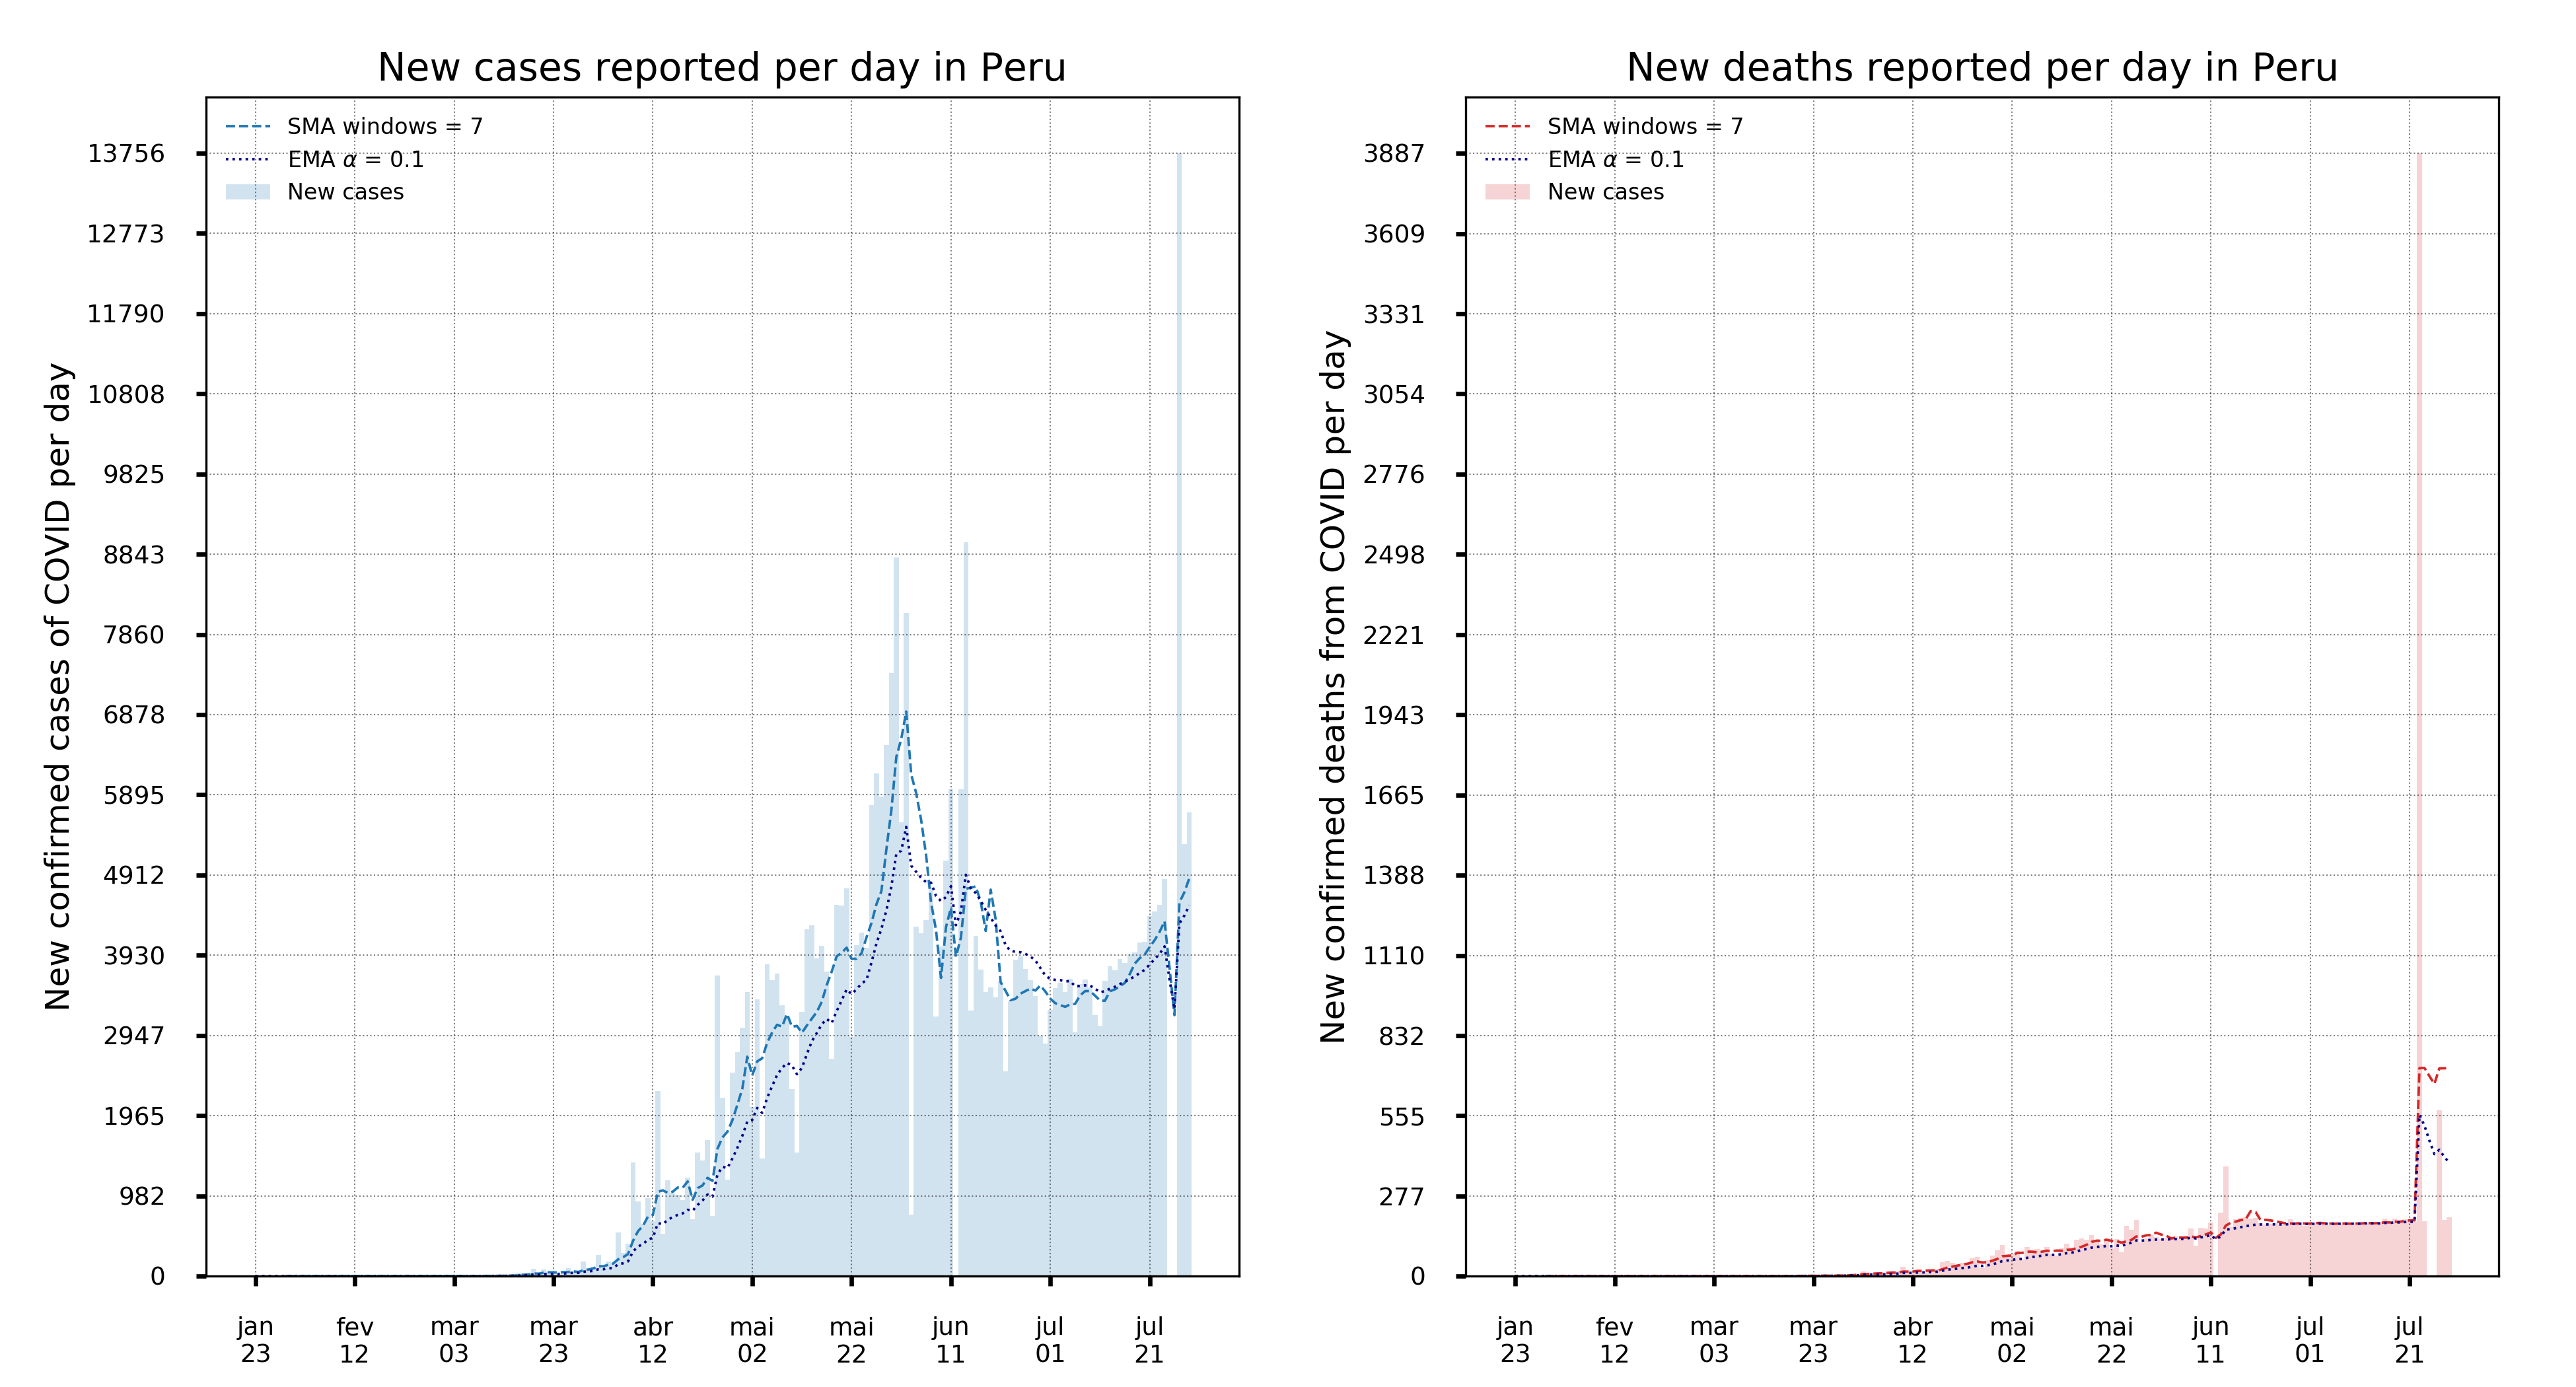 New cases reported per day in Peru
SMA windows = 7
EMA α = 0.1
New cases
New confirmed cases of COVID per day
13756
12773
11790
10808
9825
8843
7860
6878
5895
4912
3930
2947
1965
982
0
jan 23
fev 12
mar 03
mar 23
abr 12
mai 02
mai 22
jun 11
jul 01
jul 21
New deaths reported per day in Peru
SMA windows = 7
EMA α = 0.1
New cases
New confirmed deaths from COVID per day
3887
3609
3331
3054
2776
2498
2221
1943
1665
1388
1110
832
555
277
0
jan 23
fev 12
mar 03
mar 23
abr 12
mai 02
mai 22
jun 11
jul 01
jul 21